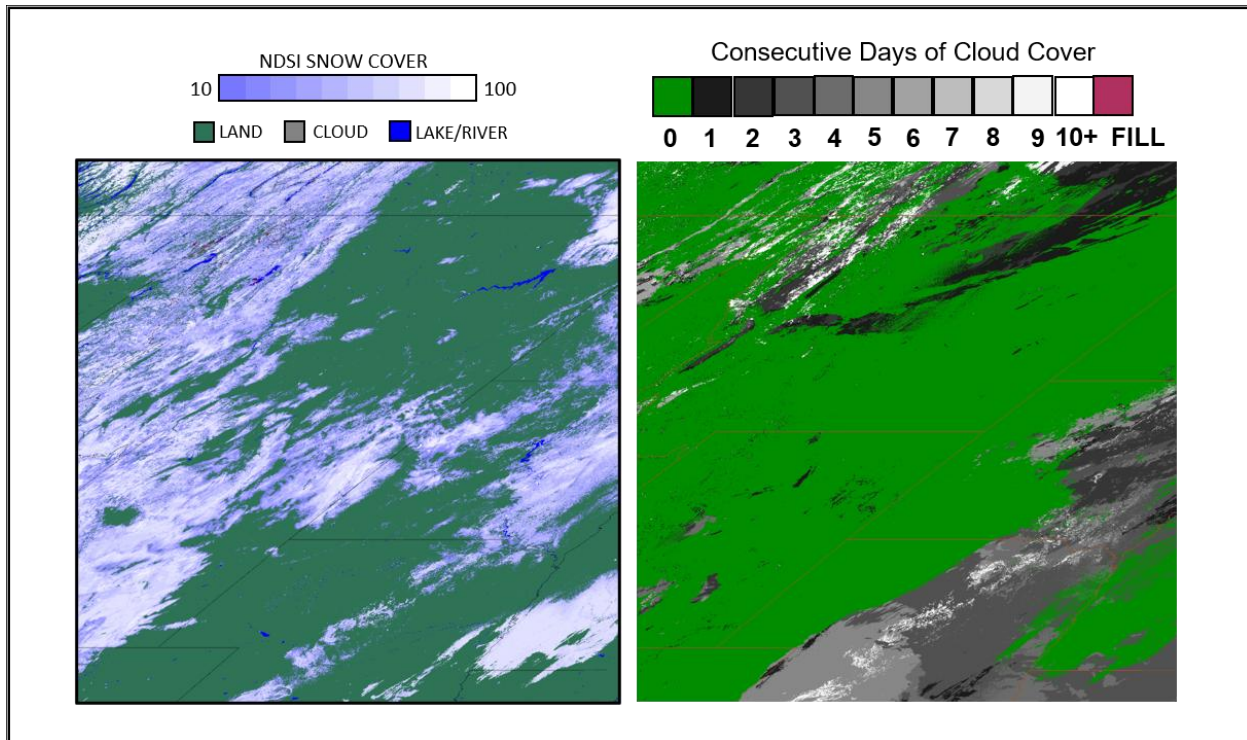 NDSI SNOW COVER
10 100
LAND CLOUD LAKE/RIVER
Consecutive Days of Cloud Cover
0 1 2 3 4 5 6 7 8 9 10+ FILL